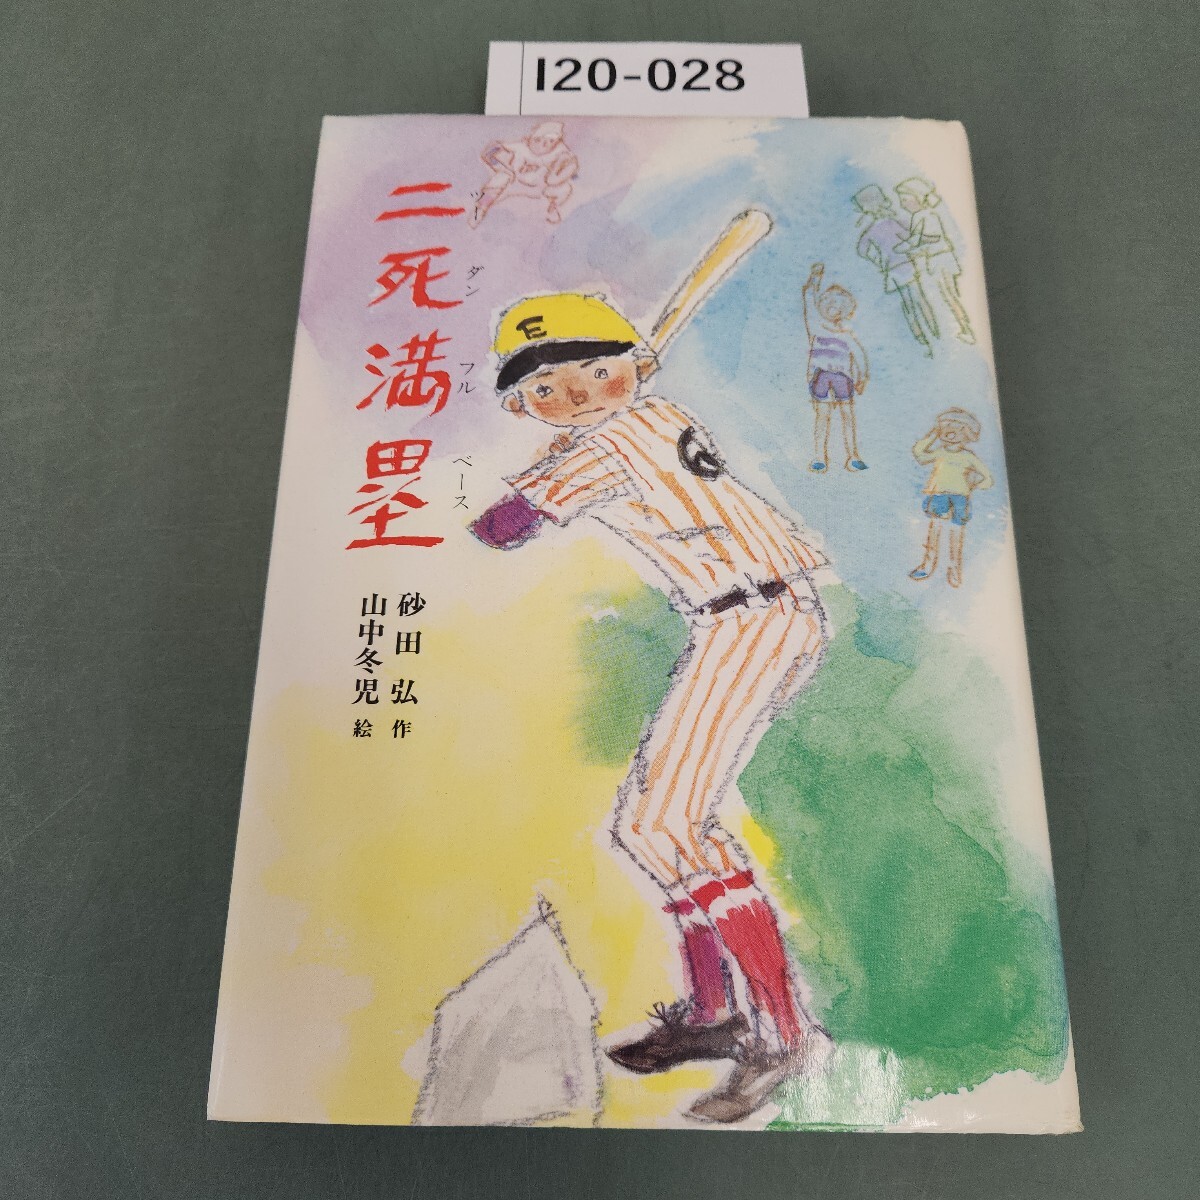 I20-028
二死満塁
ツーダンフルベース
砂田弘 作
山中冬児 絵
E
6